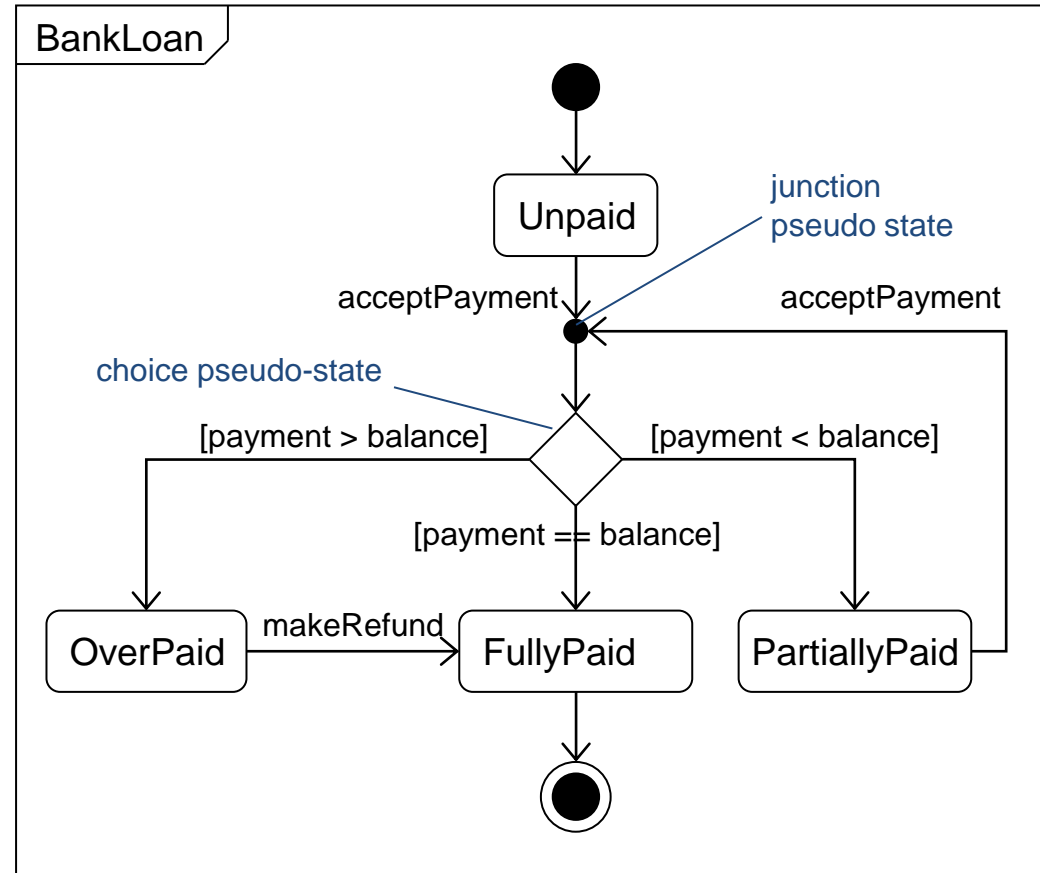 BankLoan
Unpaid
junction
pseudo state
acceptPayment
acceptPayment
choice pseudo-state
[payment > balance]
[payment < balance]
[payment == balance]
OverPaid
makeRefund
FullyPaid
PartiallyPaid